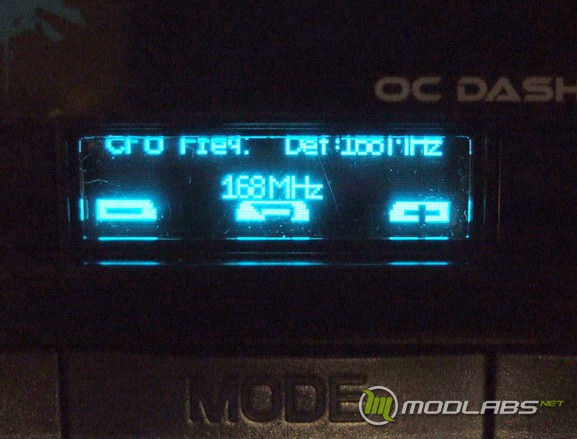 OC DASH
CPU Freq. Def:166MHz
168MHz
MODE
MODLABS.NET